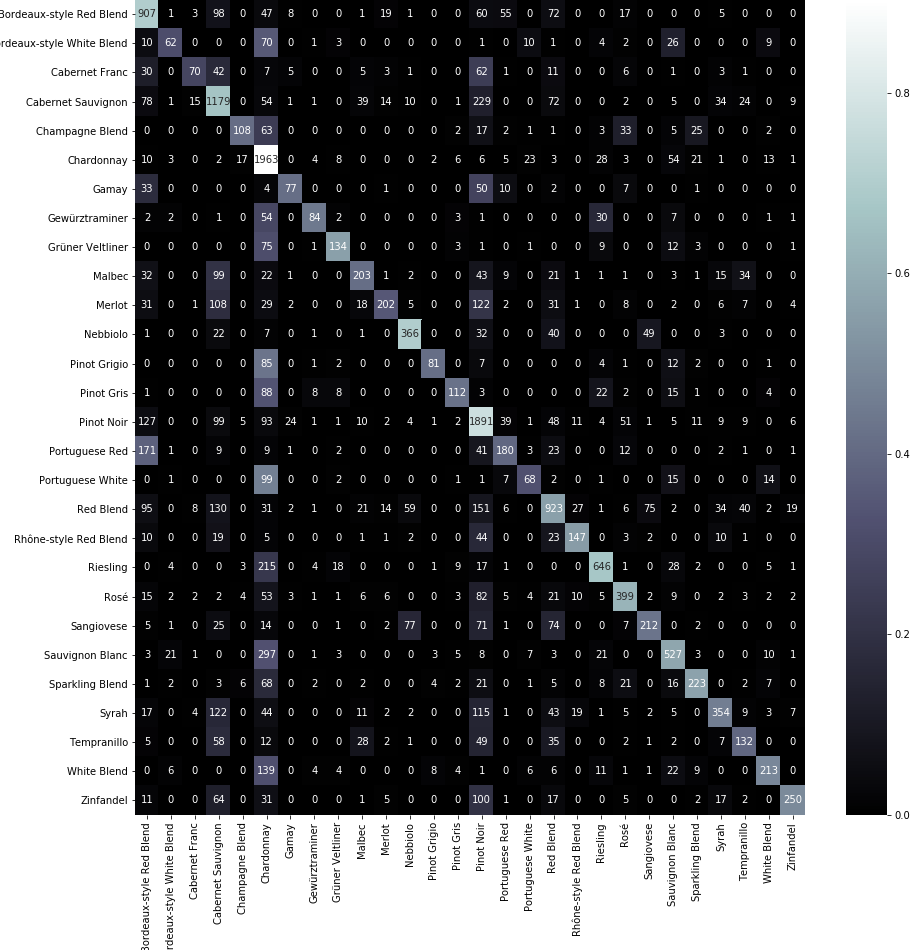 Bordeaux-style Red Blend 907 1 3 98 0 47 8 0 0 1 19 1 0 0 60 55 0 72 0 0 17 0 0 0 5 0 0 0
rdeaux-style White Blend 10 62 0 0 0 70 0 1 3 0 0 0 0 0 1 0 10 1 0 4 2 0 26 0 0 0 9 0
Cabernet Franc 30 0 70 42 0 7 5 0 0 5 3 1 0 0 62 1 0 11 0 0 6 0 1 0 3 1 0 0
Cabernet Sauvignon 78 1 15 1179 0 54 1 1 0 39 14 10 0 1 229 0 0 72 0 0 2 0 5 0 34 24 0 9
Champagne Blend 0 0 0 0 108 63 0 0 0 0 0 0 0 2 17 2 1 1 0 3 33 0 5 25 0 0 2 0
Chardonnay 10 3 0 2 17 1963 0 4 8 0 0 0 2 6 6 5 23 3 0 28 3 0 54 21 1 0 13 1
Gamay 33 0 0 0 0 4 77 0 0 0 1 0 0 0 50 10 0 2 0 0 7 0 0 1 0 0 0 0
Gewürztraminer 2 2 0 1 0 54 0 84 2 0 0 0 0 3 1 0 0 0 0 30 0 0 7 0 0 0 1 1
Grüner Veltliner 0 0 0 0 0 75 0 1 134 0 0 0 0 3 1 0 1 0 0 9 0 0 12 3 0 0 0 1
Malbec 32 0 0 99 0 22 1 0 0 203 1 2 0 0 43 9 0 21 1 1 1 0 3 1 15 34 0 0
Merlot 31 0 1 108 0 29 2 0 0 18 202 5 0 0 122 2 0 31 1 0 8 0 2 0 6 7 0 4
Nebbiolo 1 0 0 22 0 7 0 1 0 1 0 366 0 0 32 0 0 40 0 0 0 49 0 0 3 0 0 0
Pinot Grigio 0 0 0 0 0 85 0 1 2 0 0 0 81 0 7 0 0 0 0 4 1 0 12 2 0 0 1 0
Pinot Gris 1 0 0 0 0 88 0 8 8 0 0 0 0 112 3 0 0 0 0 22 2 0 15 1 0 0 4 0
Pinot Noir 127 0 0 99 5 93 24 1 1 10 2 4 1 2 1891 39 1 48 11 4 51 1 5 11 9 9 0 6
Portuguese Red 171 1 0 9 0 9 1 0 2 0 0 0 0 0 41 180 3 23 0 0 12 0 0 0 2 1 0 1
Portuguese White 0 1 0 0 0 99 0 0 2 0 0 0 0 1 1 7 68 2 0 1 0 0 15 0 0 0 14 0
Red Blend 95 0 8 130 0 31 2 0 1 21 14 59 0 0 151 6 0 923 27 1 6 75 2 0 34 40 2 19
Rhône-style Red Blend 10 0 0 19 0 5 0 0 0 1 1 2 0 0 44 0 0 23 147 0 3 2 0 0 10 1 0 0
Riesling 0 4 0 0 3 215 0 4 18 0 0 0 1 9 17 1 0 0 0 646 1 0 28 2 0 0 5 1
Rosé 15 2 2 2 4 53 3 1 1 6 6 0 0 3 82 5 4 21 10 5 399 2 9 0 2 3 2 2
Sangiovese 5 1 0 25 0 14 0 0 1 0 2 77 0 0 71 1 0 74 0 0 7 212 0 2 0 0 0 0
Sauvignon Blanc 3 21 1 0 0 297 0 1 3 0 0 0 3 5 8 0 7 3 0 21 0 0 527 3 0 0 10 1
Sparkling Blend 1 2 0 3 6 68 0 2 0 2 0 0 4 2 21 0 1 5 0 8 21 0 16 223 0 2 7 0
Syrah 17 0 4 122 0 44 0 0 0 11 2 2 0 0 115 1 0 43 19 1 5 2 5 0 354 9 3 7
Tempranillo 5 0 0 58 0 12 0 0 0 28 2 1 0 0 49 0 0 35 0 0 2 1 2 0 7 132 0 0
White Blend 0 6 0 0 0 139 0 4 4 0 0 0 8 4 1 0 6 6 0 11 1 1 22 9 0 0 213 0
Zinfandel 11 0 0 64 0 31 0 0 0 1 5 0 0 0 100 1 0 17 0 0 5 0 0 2 17 2 0 250
Bordeaux-style Red Blend
rdeaux-style White Blend
Cabernet Franc
Cabernet Sauvignon
Champagne Blend
Chardonnay
Gamay
Gewürztraminer
Grüner Veltliner
Malbec
Merlot
Nebbiolo
Pinot Grigio
Pinot Gris
Pinot Noir
Portuguese Red
Portuguese White
Red Blend
Rhône-style Red Blend
Riesling
Rosé
Sangiovese
Sauvignon Blanc
Sparkling Blend
Syrah
Tempranillo
White Blend
Zinfandel
0.8
0.6
0.4
0.2
0.0